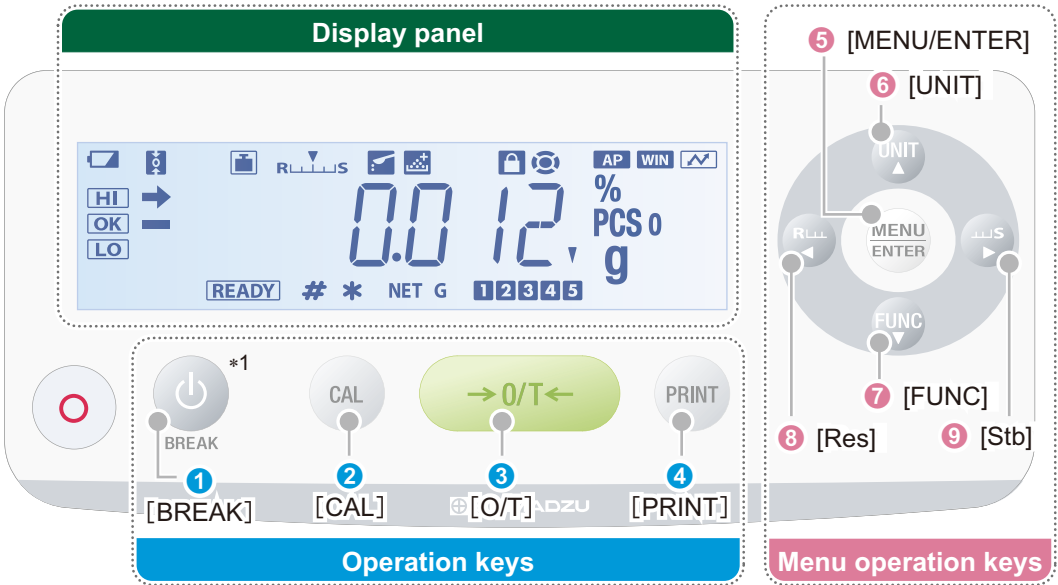 Display panel
R S
AP WIN
HI
OK
LO
0.012
%
PCS 0
g
READY # * NET G 1 2 3 4 5
*1
BREAK
CAL
→0/T←
PRINT
1
[BREAK]
2
[CAL]
3
[O/T]
4
[PRINT]
Operation keys
5 [MENU/ENTER]
6 [UNIT]
UNIT
R
MENU
ENTER
S
FUNC
7 [FUNC]
8 [Res]
9 [Stb]
Menu operation keys